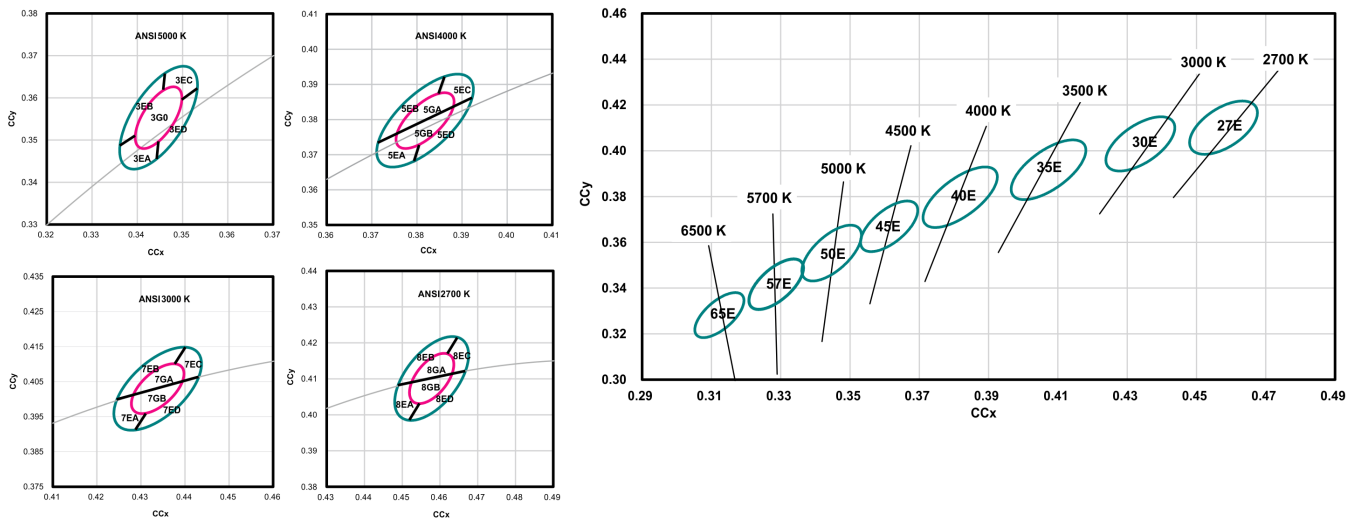 ANSI 5000 K
0.38
0.37
0.36
0.35
0.34
0.33
0.32
0.33
0.34
0.35
0.36
0.37
CCy
CCx
3EC
3EB
3G0
3ED
3EA
ANSI 4000 K
0.41
0.40
0.39
0.38
0.37
0.36
0.35
0.36
0.37
0.38
0.39
0.40
0.41
CCy
CCx
5EC
5EB
5GA
5GB
5ED
5EA
ANSI 3000 K
0.435
0.425
0.415
0.405
0.395
0.385
0.375
0.41
0.42
0.43
0.44
0.45
0.46
CCy
CCx
7EB
7EC
7GA
7GB
7EA
7ED
ANSI 2700 K
0.44
0.43
0.42
0.41
0.40
0.39
0.38
0.43
0.44
0.45
0.46
0.47
0.48
0.49
CCy
CCx
8EB
8EC
8GA
8GB
8EA
8ED
0.46
0.44
0.42
0.40
0.38
0.36
0.34
0.32
0.30
0.29
0.31
0.33
0.35
0.37
0.39
0.41
0.43
0.45
0.47
0.49
CCy
CCx
6500 K
5700 K
5000 K
4500 K
4000 K
3500 K
3000 K
2700 K
65E
57E
50E
45E
40E
35E
30E
27E